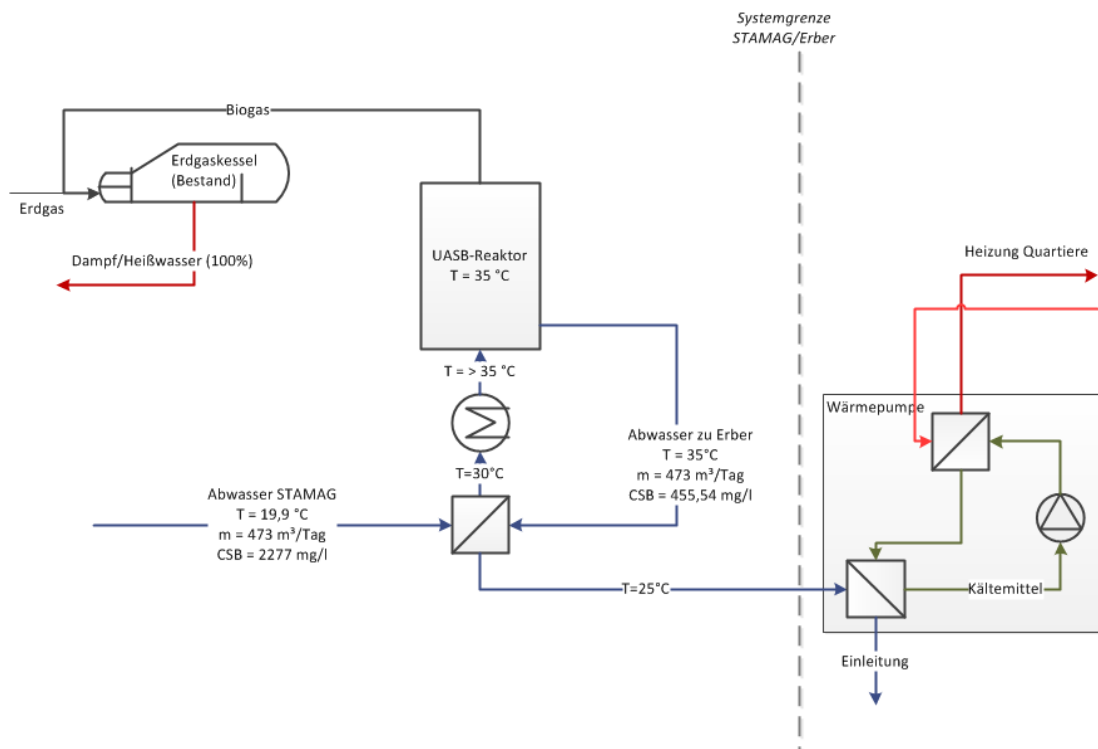 Systemgrenze
STAMAG/Erber
Biogas
Erdgaskessel
(Bestand)
Erdgas
Dampf/Heißwasser (100%)
UASB-Reaktor
T = 35 °C
Heizung Quartiere
T = > 35 °C
Wärmepumpe
Abwasser zu Erber
T = 35°C
m = 473 m³/Tag
CSB = 455,54 mg/l
T=30°C
Abwasser STAMAG
T = 19,9 °C
m = 473 m³/Tag
CSB = 2277 mg/l
T=25°C
Kältemittel
Einleitung